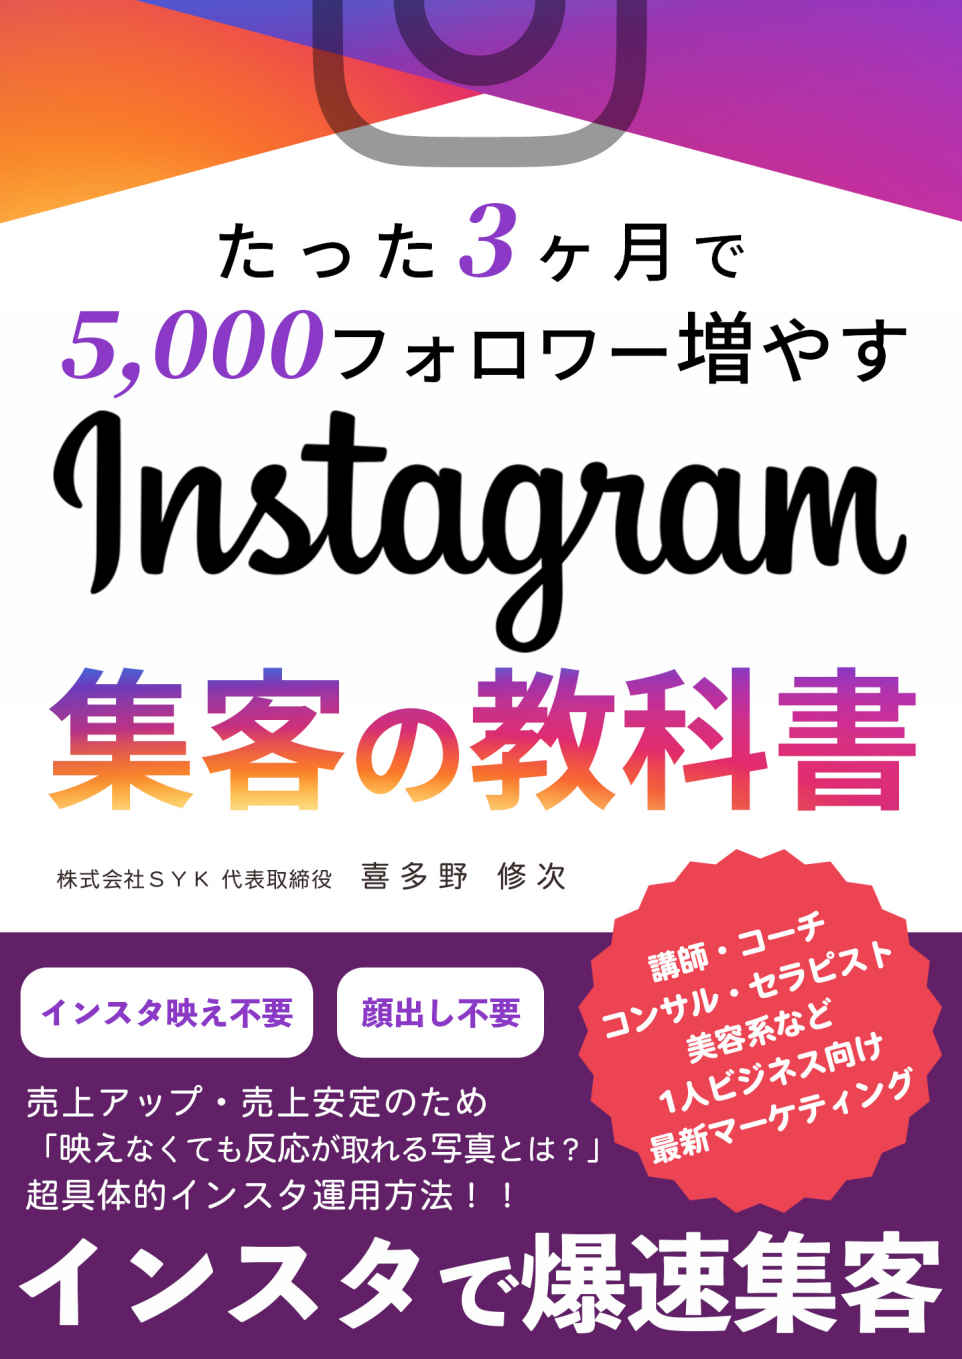 たった3ヶ月で
5,000フォロワー増やす
Instagram
集客の教科書
株式会社ＳＹＫ 代表取締役 喜多野 修次
講師・コーチ
コンサル・セラピスト
美容系など
1人ビジネス向け
最新マーケティング
インスタ映え不要
顔出し不要
売上アップ・売上安定のため
「映えなくても反応が取れる写真とは？」
超具体的インスタ運用方法！！
インスタで爆速集客